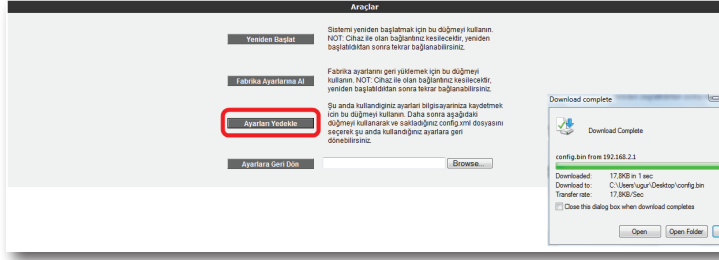 Araçlar
Yeniden Başlat
Sistemi yeniden başlatmak için bu düğmeyi kullanın.
NOT: Cihaz ile olan bağlantınız kesilecektir, yeniden
başlatıldıktan sonra tekrar bağlanabilirsiniz.
Fabrika Ayarlarına Al
Fabrika ayarlarını geri yüklemek için bu düğmeyi
kullanın. NOT: Cihaz ile olan bağlantınız kesilecektir,
yeniden başlatıldıktan sonra tekrar bağlanabilirsiniz.
Ayarları Yedekle
Şu anda kullandiginiz ayarlari bilgisayariniza kaydetmek
icin bu düğmeyi kullanın. Daha sonra aşağıdaki
düğmeyi kullanarak ve sakladığınız config.xml dosyasını
seçerek şu anda kullandığınız ayarlara geri
dönebilirsiniz.
Ayarlara Geri Dön
Browse...
Download complete
Download Complete
config.bin from 192.168.2.1
Downloaded: 17,8KB in 1 sec
Download to: C:\Users\ugur\Desktop\config.bin
Transfer rate: 17,8KB/Sec
Close this dialog box when download completes
Open Open Folder